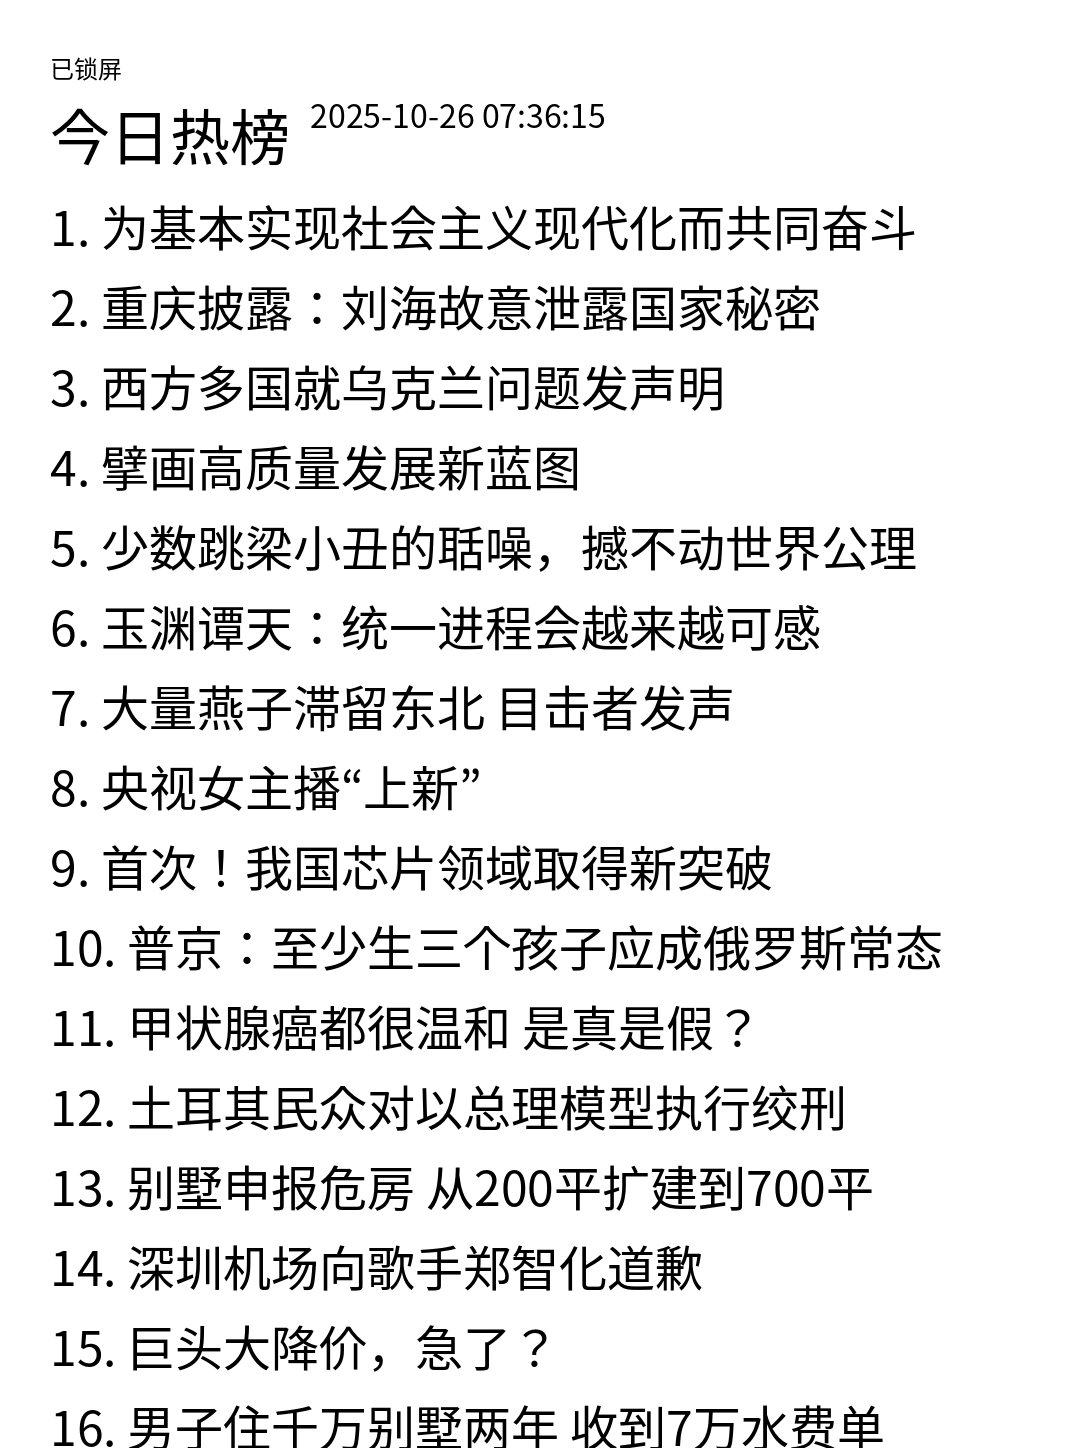 已锁屏
今日热榜 2025-10-26 07:36:15
1. 为基本实现社会主义现代化而共同奋斗
2. 重庆披露：刘海故意泄露国家秘密
3. 西方多国就乌克兰问题发声明
4. 擘画高质量发展新蓝图
5. 少数跳梁小丑的聒噪，撼不动世界公理
6. 玉渊谭天：统一进程会越来越可感
7. 大量燕子滞留东北 目击者发声
8. 央视女主播“上新”
9. 首次！我国芯片领域取得新突破
10. 普京：至少生三个孩子应成俄罗斯常态
11. 甲状腺癌都很温和 是真是假？
12. 土耳其民众对以总理模型执行绞刑
13. 别墅申报危房 从200平扩建到700平
14. 深圳机场向歌手郑智化道歉
15. 巨头大降价，急了？
16. 男子住千万别墅两年 收到7万水费单